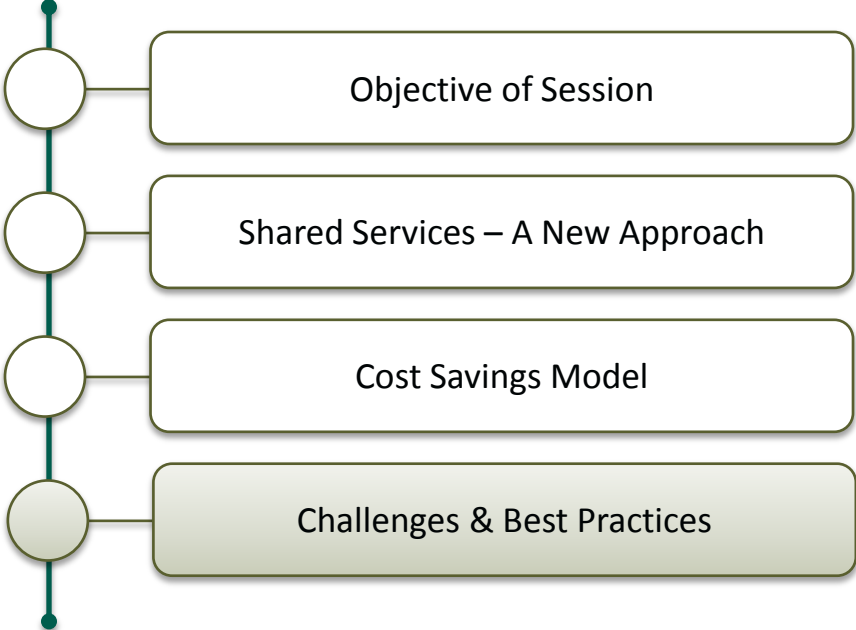 Objective of Session
Shared Services – A New Approach
Cost Savings Model
Challenges & Best Practices